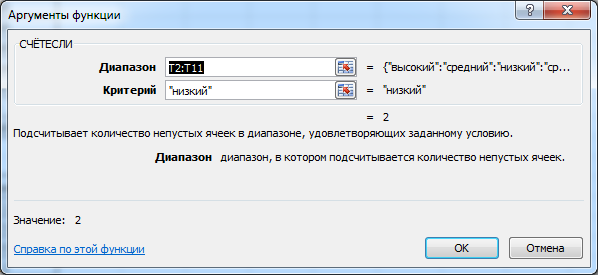 Аргументы функции
СЧЁТЕСЛИ
Диапазон T2:T11 = {"высокий":"средний":"низкий":"ср...
Критерий "низкий" = "низкий"
= 2
Подсчитывает количество непустых ячеек в диапазоне, удовлетворяющих заданному условию.
Диапазон диапазон, в котором подсчитывается количество непустых ячеек.
Значение: 2
Справка по этой функции ОК Отмена